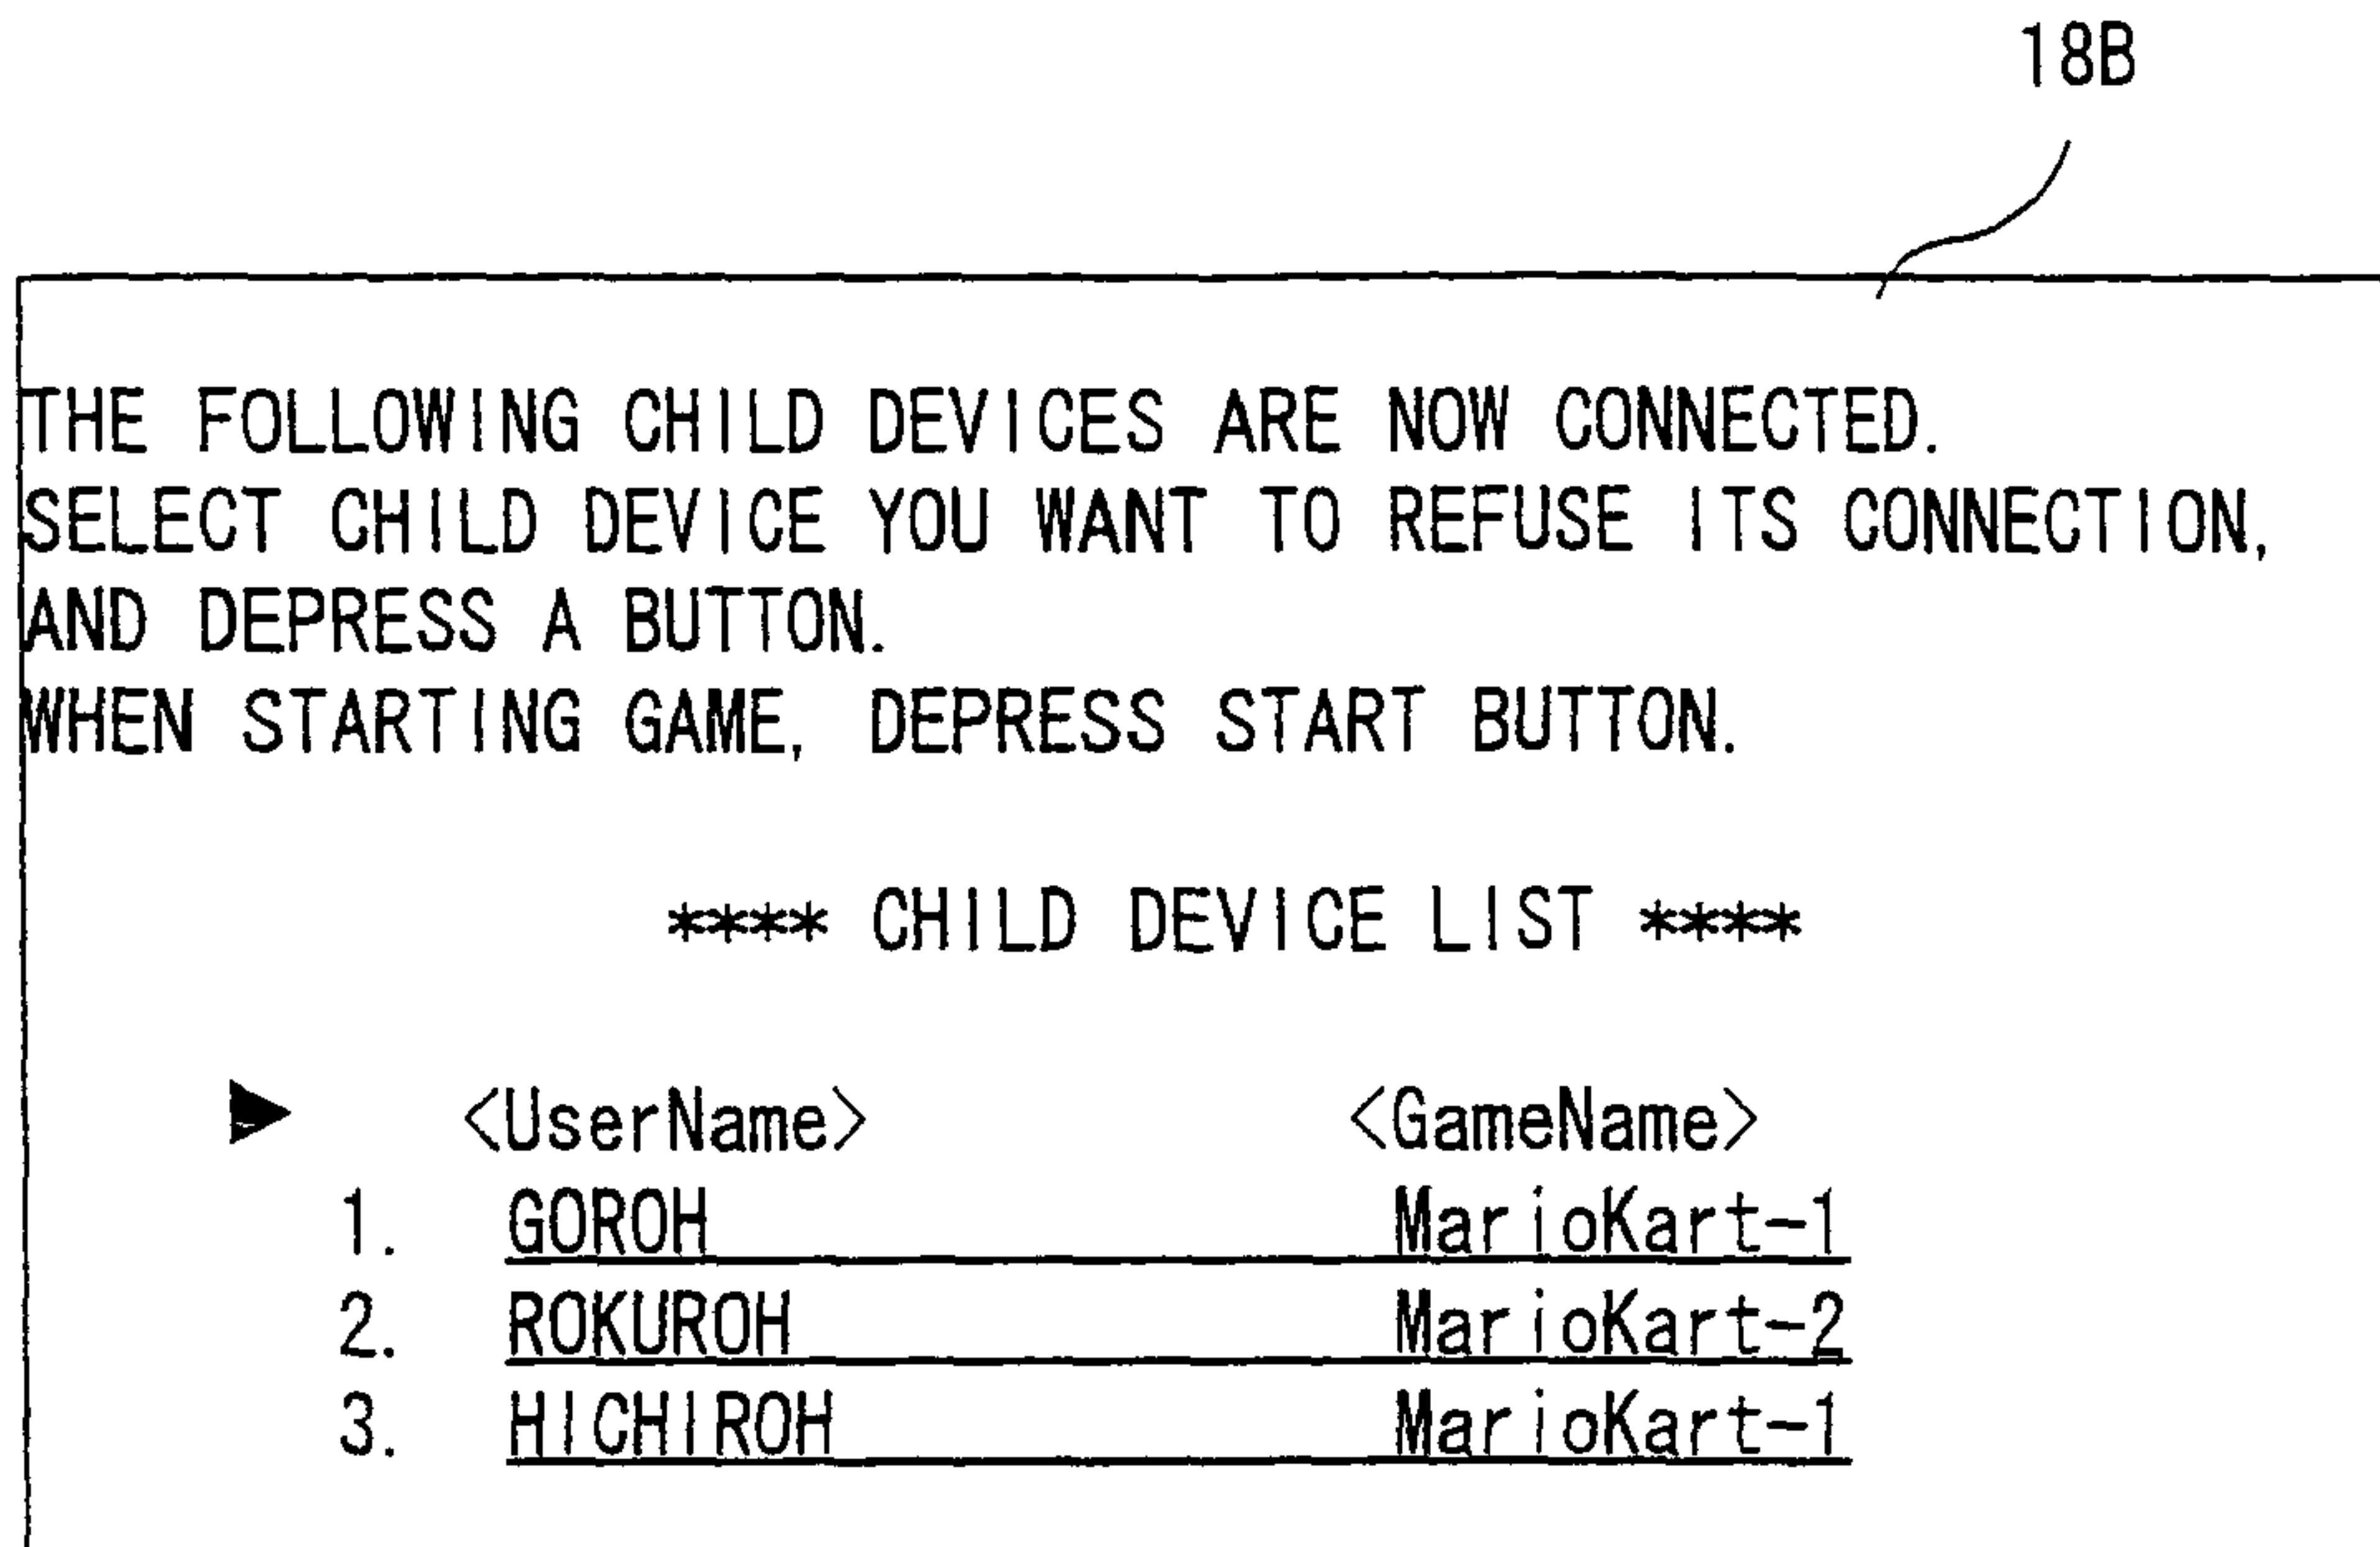 18B
THE FOLLOWING CHILD DEVICES ARE NOW CONNECTED.
SELECT CHILD DEVICE YOU WANT TO REFUSE ITS CONNECTION,
AND DEPRESS A BUTTON.
WHEN STARTING GAME, DEPRESS START BUTTON.
**** CHILD DEVICE LIST ****
<UserName> <GameName>
1. GOROH MarioKart-1
2. ROKUROH MarioKart-2
3. HICHIROH MarioKart-1